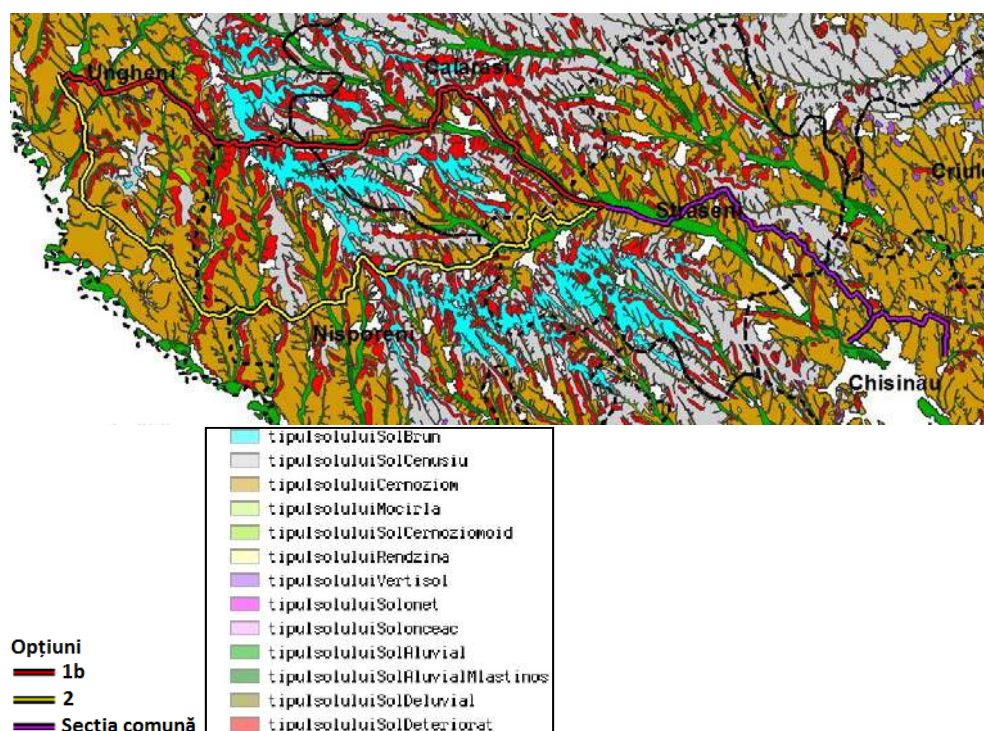 Ungheni
Calarasi
Criule
Straseni
Nisporeni
Chisinau
tipulsoluluiSolBrun
tipulsoluluiSolCenusiu
tipulsoluluiCernoziom
tipulsoluluiMocirla
tipulsoluluiSolCernoziomoid
tipulsoluluiRendzina
tipulsoluluiVertisol
tipulsoluluiSolonet
tipulsoluluiSolonceac
tipulsoluluiSolAluvial
tipulsoluluiSolAluvialMlastinos
tipulsoluluiSolDeluvial
tipulsoluluiSolDeteriorat
Opțiuni
1b
2
Secția comună